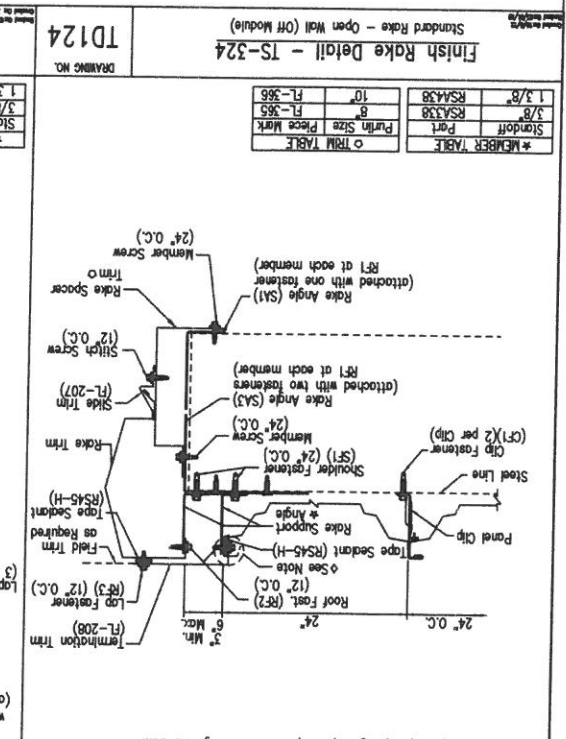 24" O.C.
24"
3" Min.
6" Max.
Termination Trim
(FL-208)
Roof Fast. (RF2)
(12" O.C.)
Lap Fastener
(RF3) (12" O.C.)
◊ See Note
Tape Sealant (RS45-H)
Field Trim
as Required
Panel Clip
Rake Support
Angle ★
Tape Sealant
(RS45-H)
Steel Line
Rake Trim
Clip Fastener
(CF1)(2 per Clip)
Shoulder Fastener
(SF1) (24" O.C.)
Member Screw
(24" O.C.)
Slide Trim
(FL-207)
Rake Angle (SA3)
(attached with two fasteners
RF1 at each member)
Stitch Screw
(12" O.C.)
Rake Angle (SA1)
(attached with one fastener
RF1 at each member)
Rake Spacer
Trim ○
Member Screw
(24" O.C.)
★ MEMBER TABLE
Standoff Part
3/8" RSA338
1 3/8" RSA438
○ TRIM TABLE
Purlin Size Piece Mark
8" FL-365
10" FL-366
Finish Rake Detail - TS-324
Standard Rake - Open Wall (Off Module)
DRAWING NO.
TD124